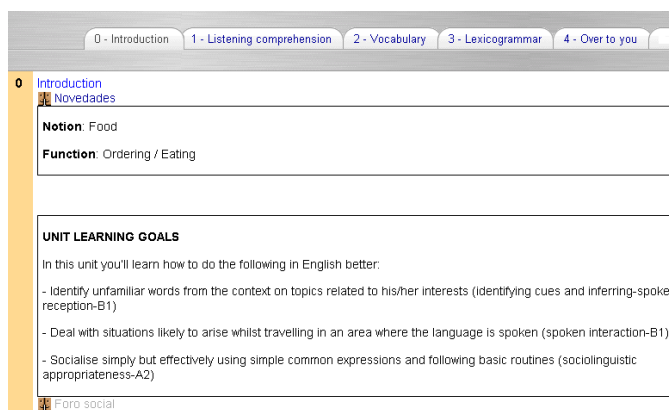 0 - Introduction
1 - Listening comprehension
2 - Vocabulary
3 - Lexicogrammar
4 - Over to you
0
Introduction
Novedades
Notion: Food
Function: Ordering / Eating
UNIT LEARNING GOALS
In this unit you'll learn how to do the following in English better:
- Identify unfamiliar words from the context on topics related to his/her interests (identifying cues and inferring-spoke
reception-B1)
- Deal with situations likely to arise whilst travelling in an area where the language is spoken (spoken interaction-B1)
- Socialise simply but effectively using simple common expressions and following basic routines (sociolinguistic
appropriateness-A2)
Foro social